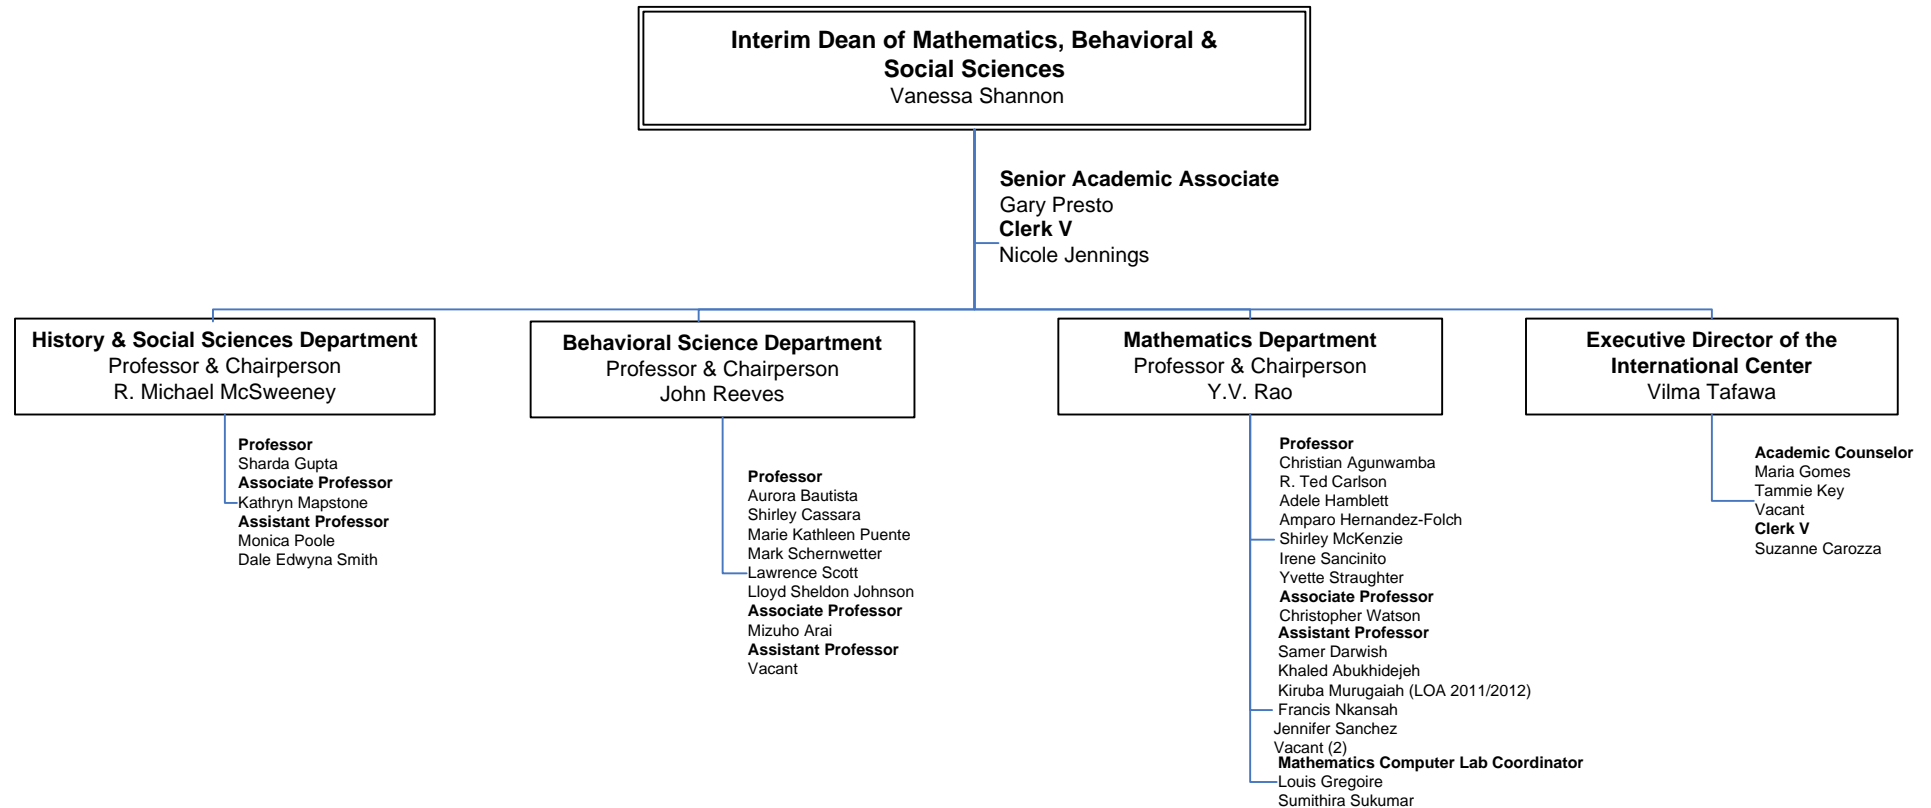 Interim Dean of Mathematics, Behavioral &
Social Sciences
Vanessa Shannon
Senior Academic Associate
Gary Presto
Clerk V
Nicole Jennings
History & Social Sciences Department
Professor & Chairperson
R. Michael McSweeney
Professor
Sharda Gupta
Associate Professor
Kathryn Mapstone
Assistant Professor
Monica Poole
Dale Edwyna Smith
Behavioral Science Department
Professor & Chairperson
John Reeves
Professor
Aurora Bautista
Shirley Cassara
Marie Kathleen Puente
Mark Schernwetter
Lawrence Scott
Lloyd Sheldon Johnson
Associate Professor
Mizuho Arai
Assistant Professor
Vacant
Mathematics Department
Professor & Chairperson
Y.V. Rao
Professor
Christian Agunwamba
R. Ted Carlson
Adele Hamblett
Amparo Hernandez-Folch
Shirley McKenzie
Irene Sancinito
Yvette Straughter
Associate Professor
Christopher Watson
Assistant Professor
Samer Darwish
Khaled Abukhidejeh
Kiruba Murugaiah (LOA 2011/2012)
Francis Nkansah
Jennifer Sanchez
Vacant (2)
Mathematics Computer Lab Coordinator
Louis Gregoire
Sumithira Sukumar
Executive Director of the
International Center
Vilma Tafawa
Academic Counselor
Maria Gomes
Tammie Key
Vacant
Clerk V
Suzanne Carozza